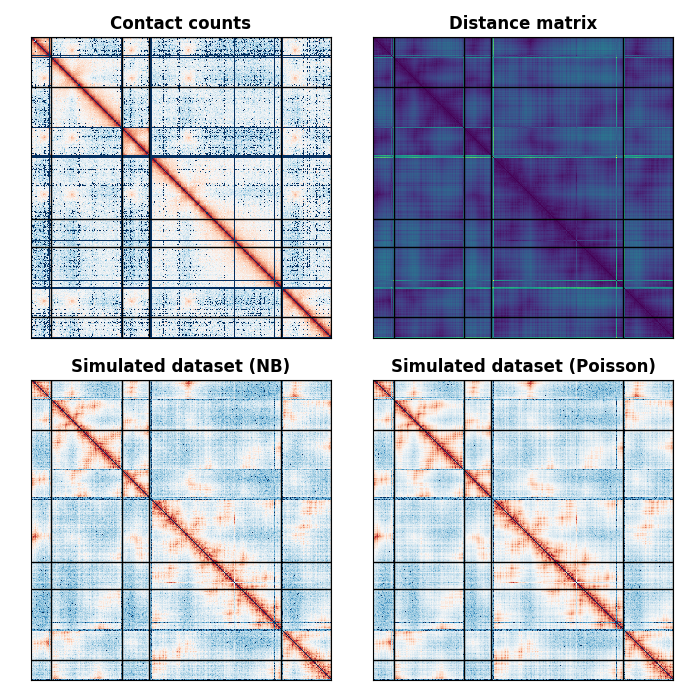 Contact counts
Distance matrix
Simulated dataset (NB)
Simulated dataset (Poisson)